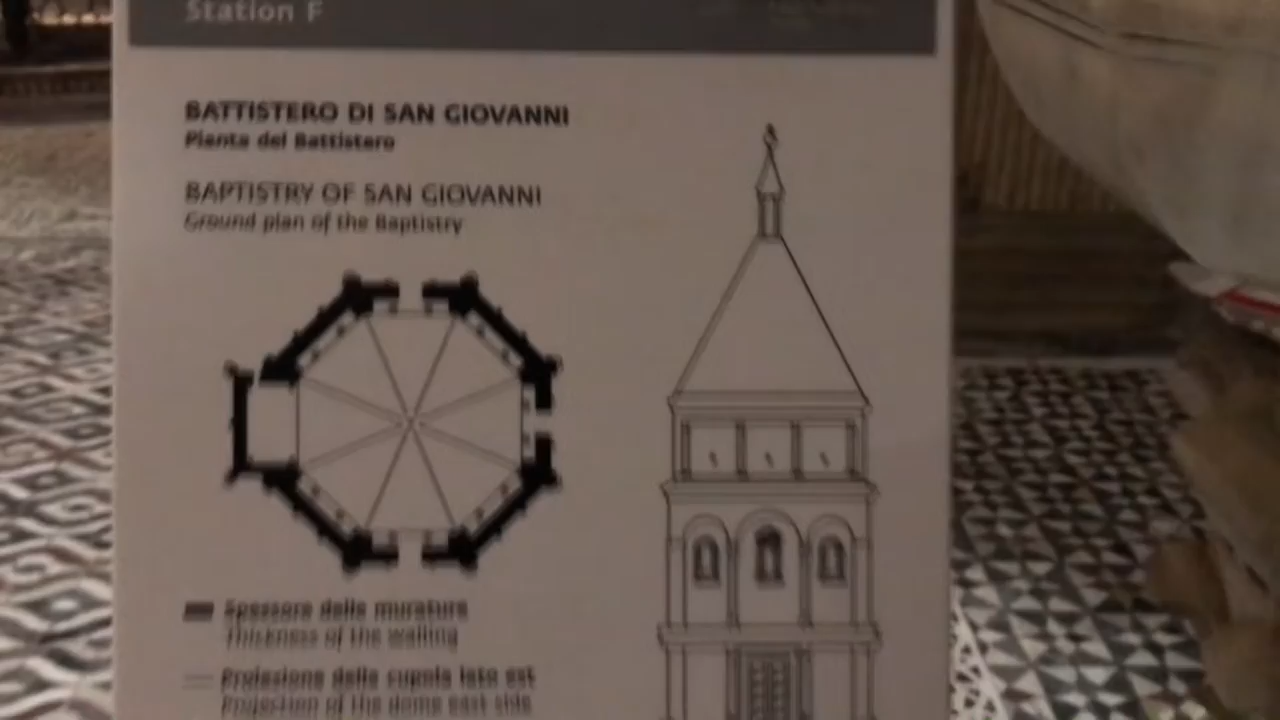 Station F
BATTISTERO DI SAN GIOVANNI
Pianta del Battistero
BAPTISTRY OF SAN GIOVANNI
Ground plan of the Baptistry
Spessore delle murature
Thickness of the walling
Proiezione della cupola lato est
Projection of the dome east side